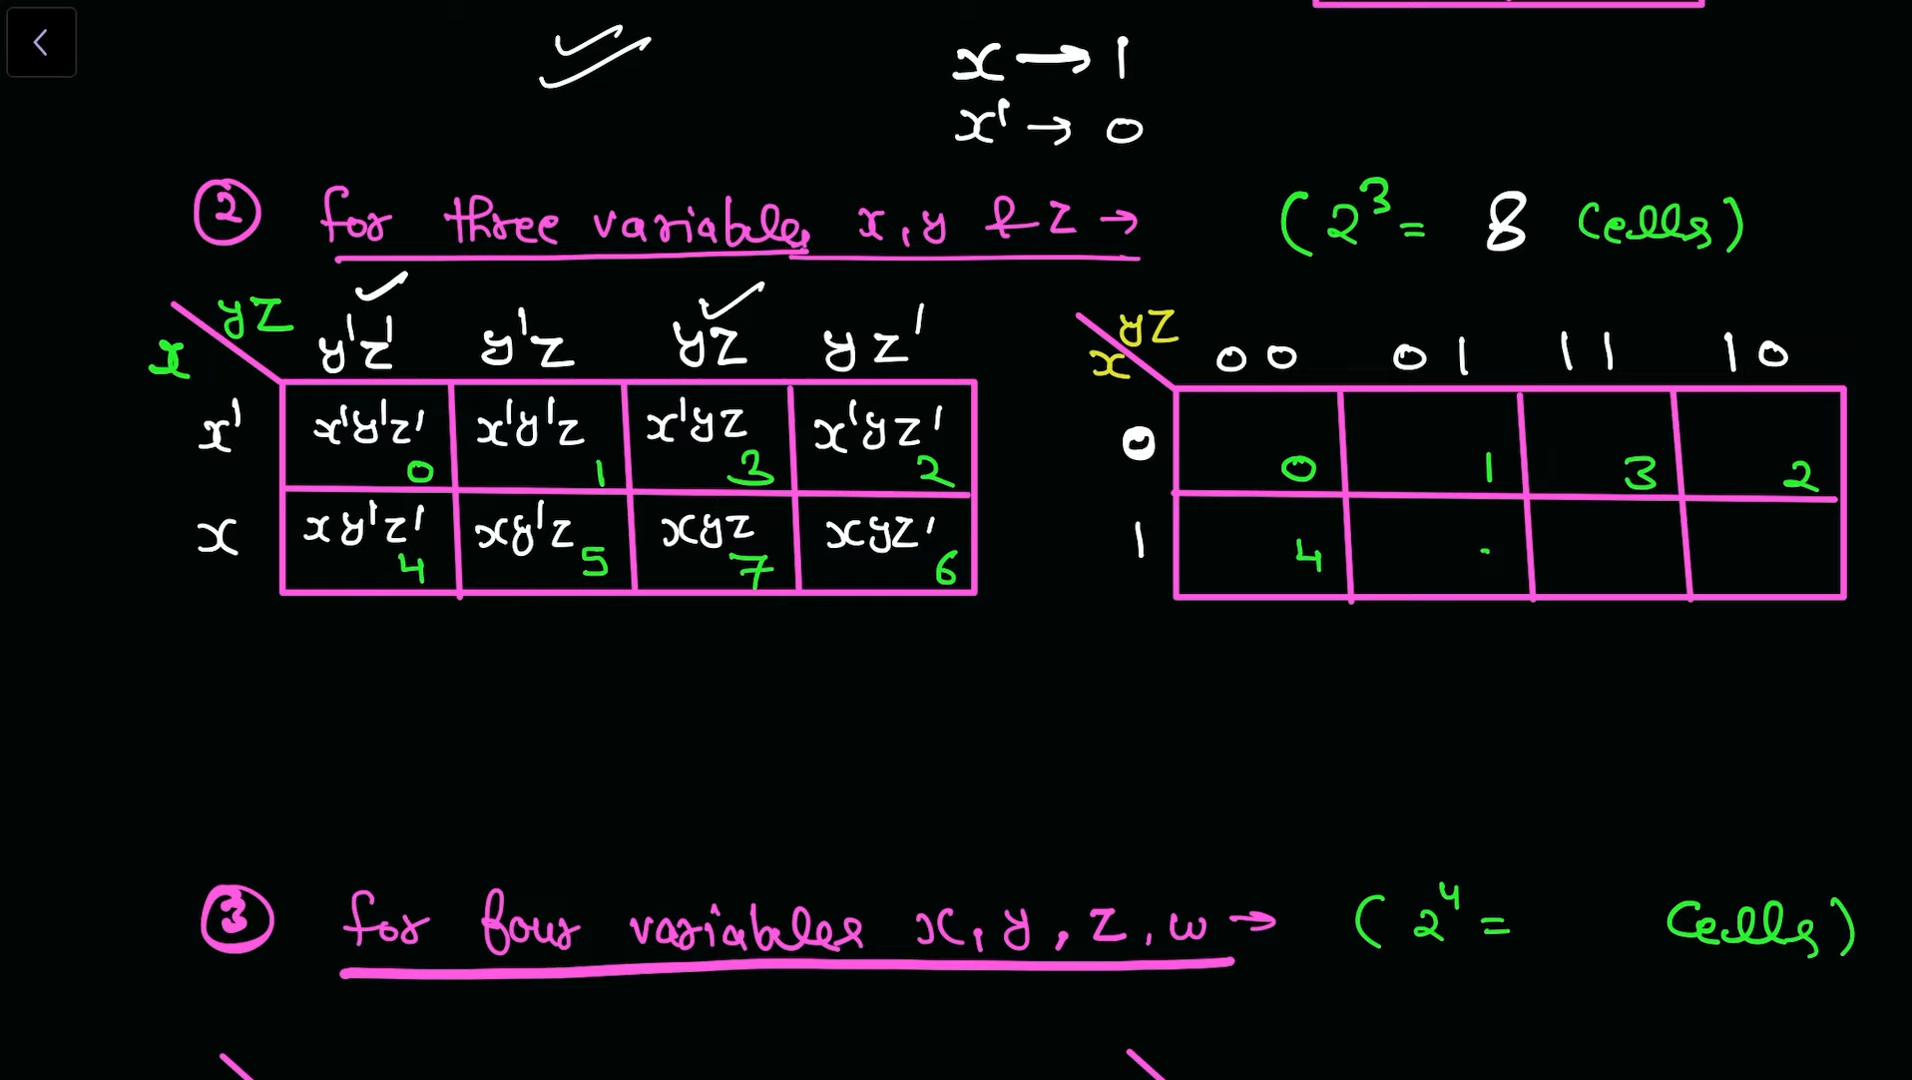 x → 1
x' → 0
② for three variables x, y & z → (2³ = 8 cells)
yz y'z' y'z yz yz'
x
x' x'y'z' x'y'z x'yz x'yz'
0 1 3 2
x xy'z' xy'z xyz xyz'
4 5 7 6
yz 00 01 11 10
x
0 0 1 3 2
1 4
③ for four variables x, y, z, w → (2⁴ = cells)